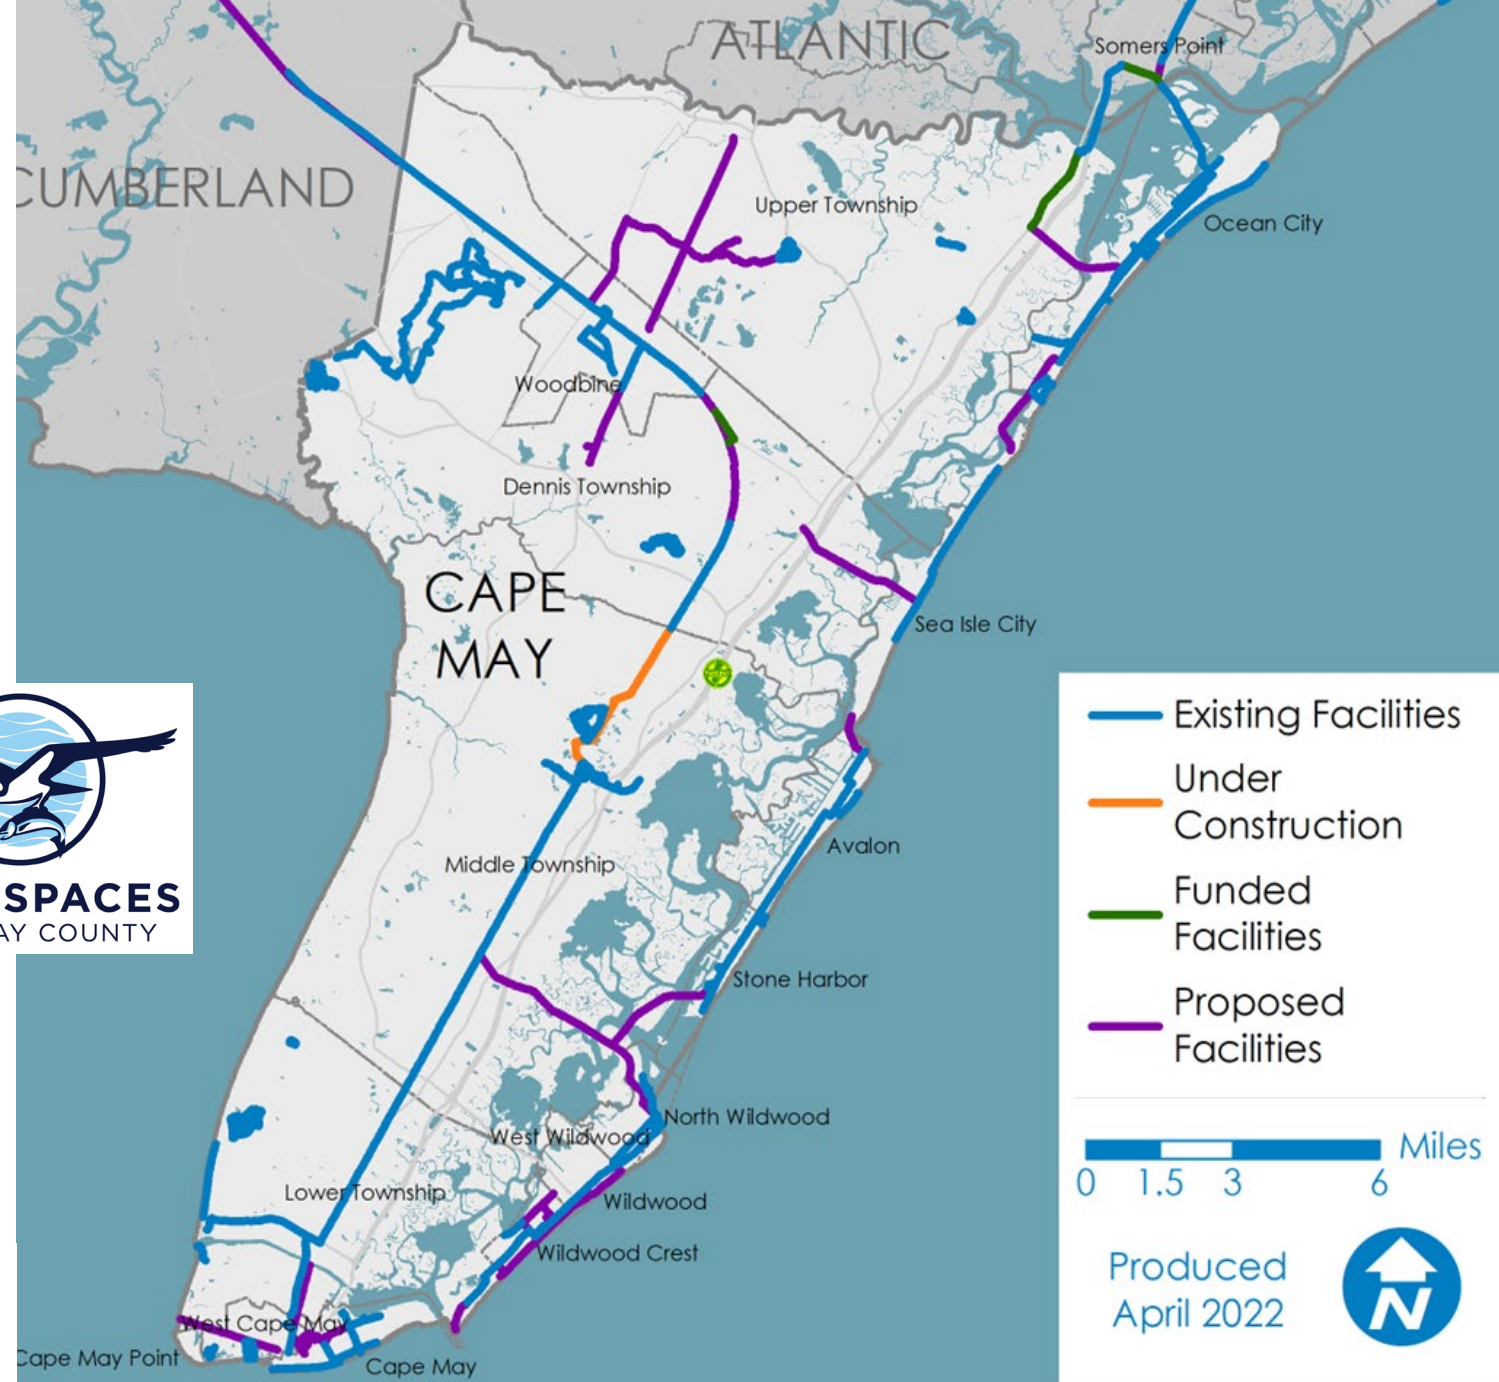 ATLANTIC
Somers Point
CUMBERLAND
Upper Township
Ocean City
Woodbine
Dennis Township
CAPE
MAY
Sea Isle City
SPACES
AY COUNTY
Middle Township
Avalon
Stone Harbor
North Wildwood
West Wildwood
Lower Township
Wildwood
Wildwood Crest
West Cape May
Cape May Point
Cape May
Existing Facilities
Under
Construction
Funded
Facilities
Proposed
Facilities
Miles
0 1.5 3 6
Produced
April 2022
N